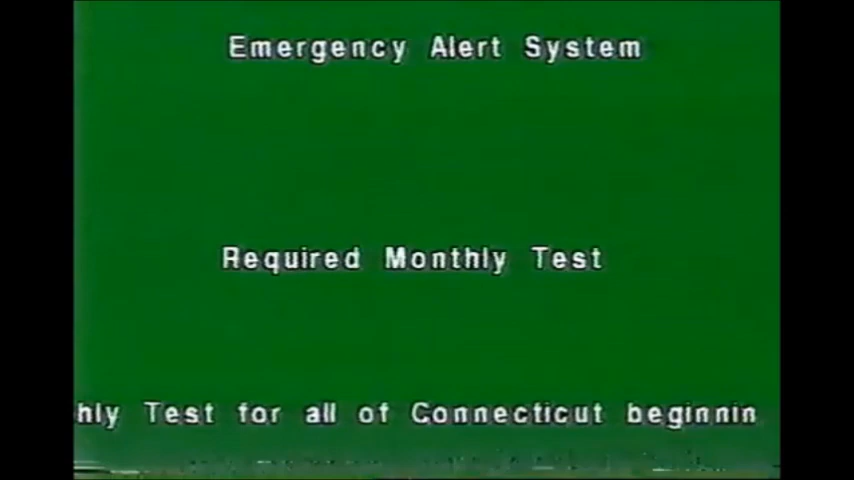 Emergency Alert System
Required Monthly Test
hly Test for all of Connecticut beginnin